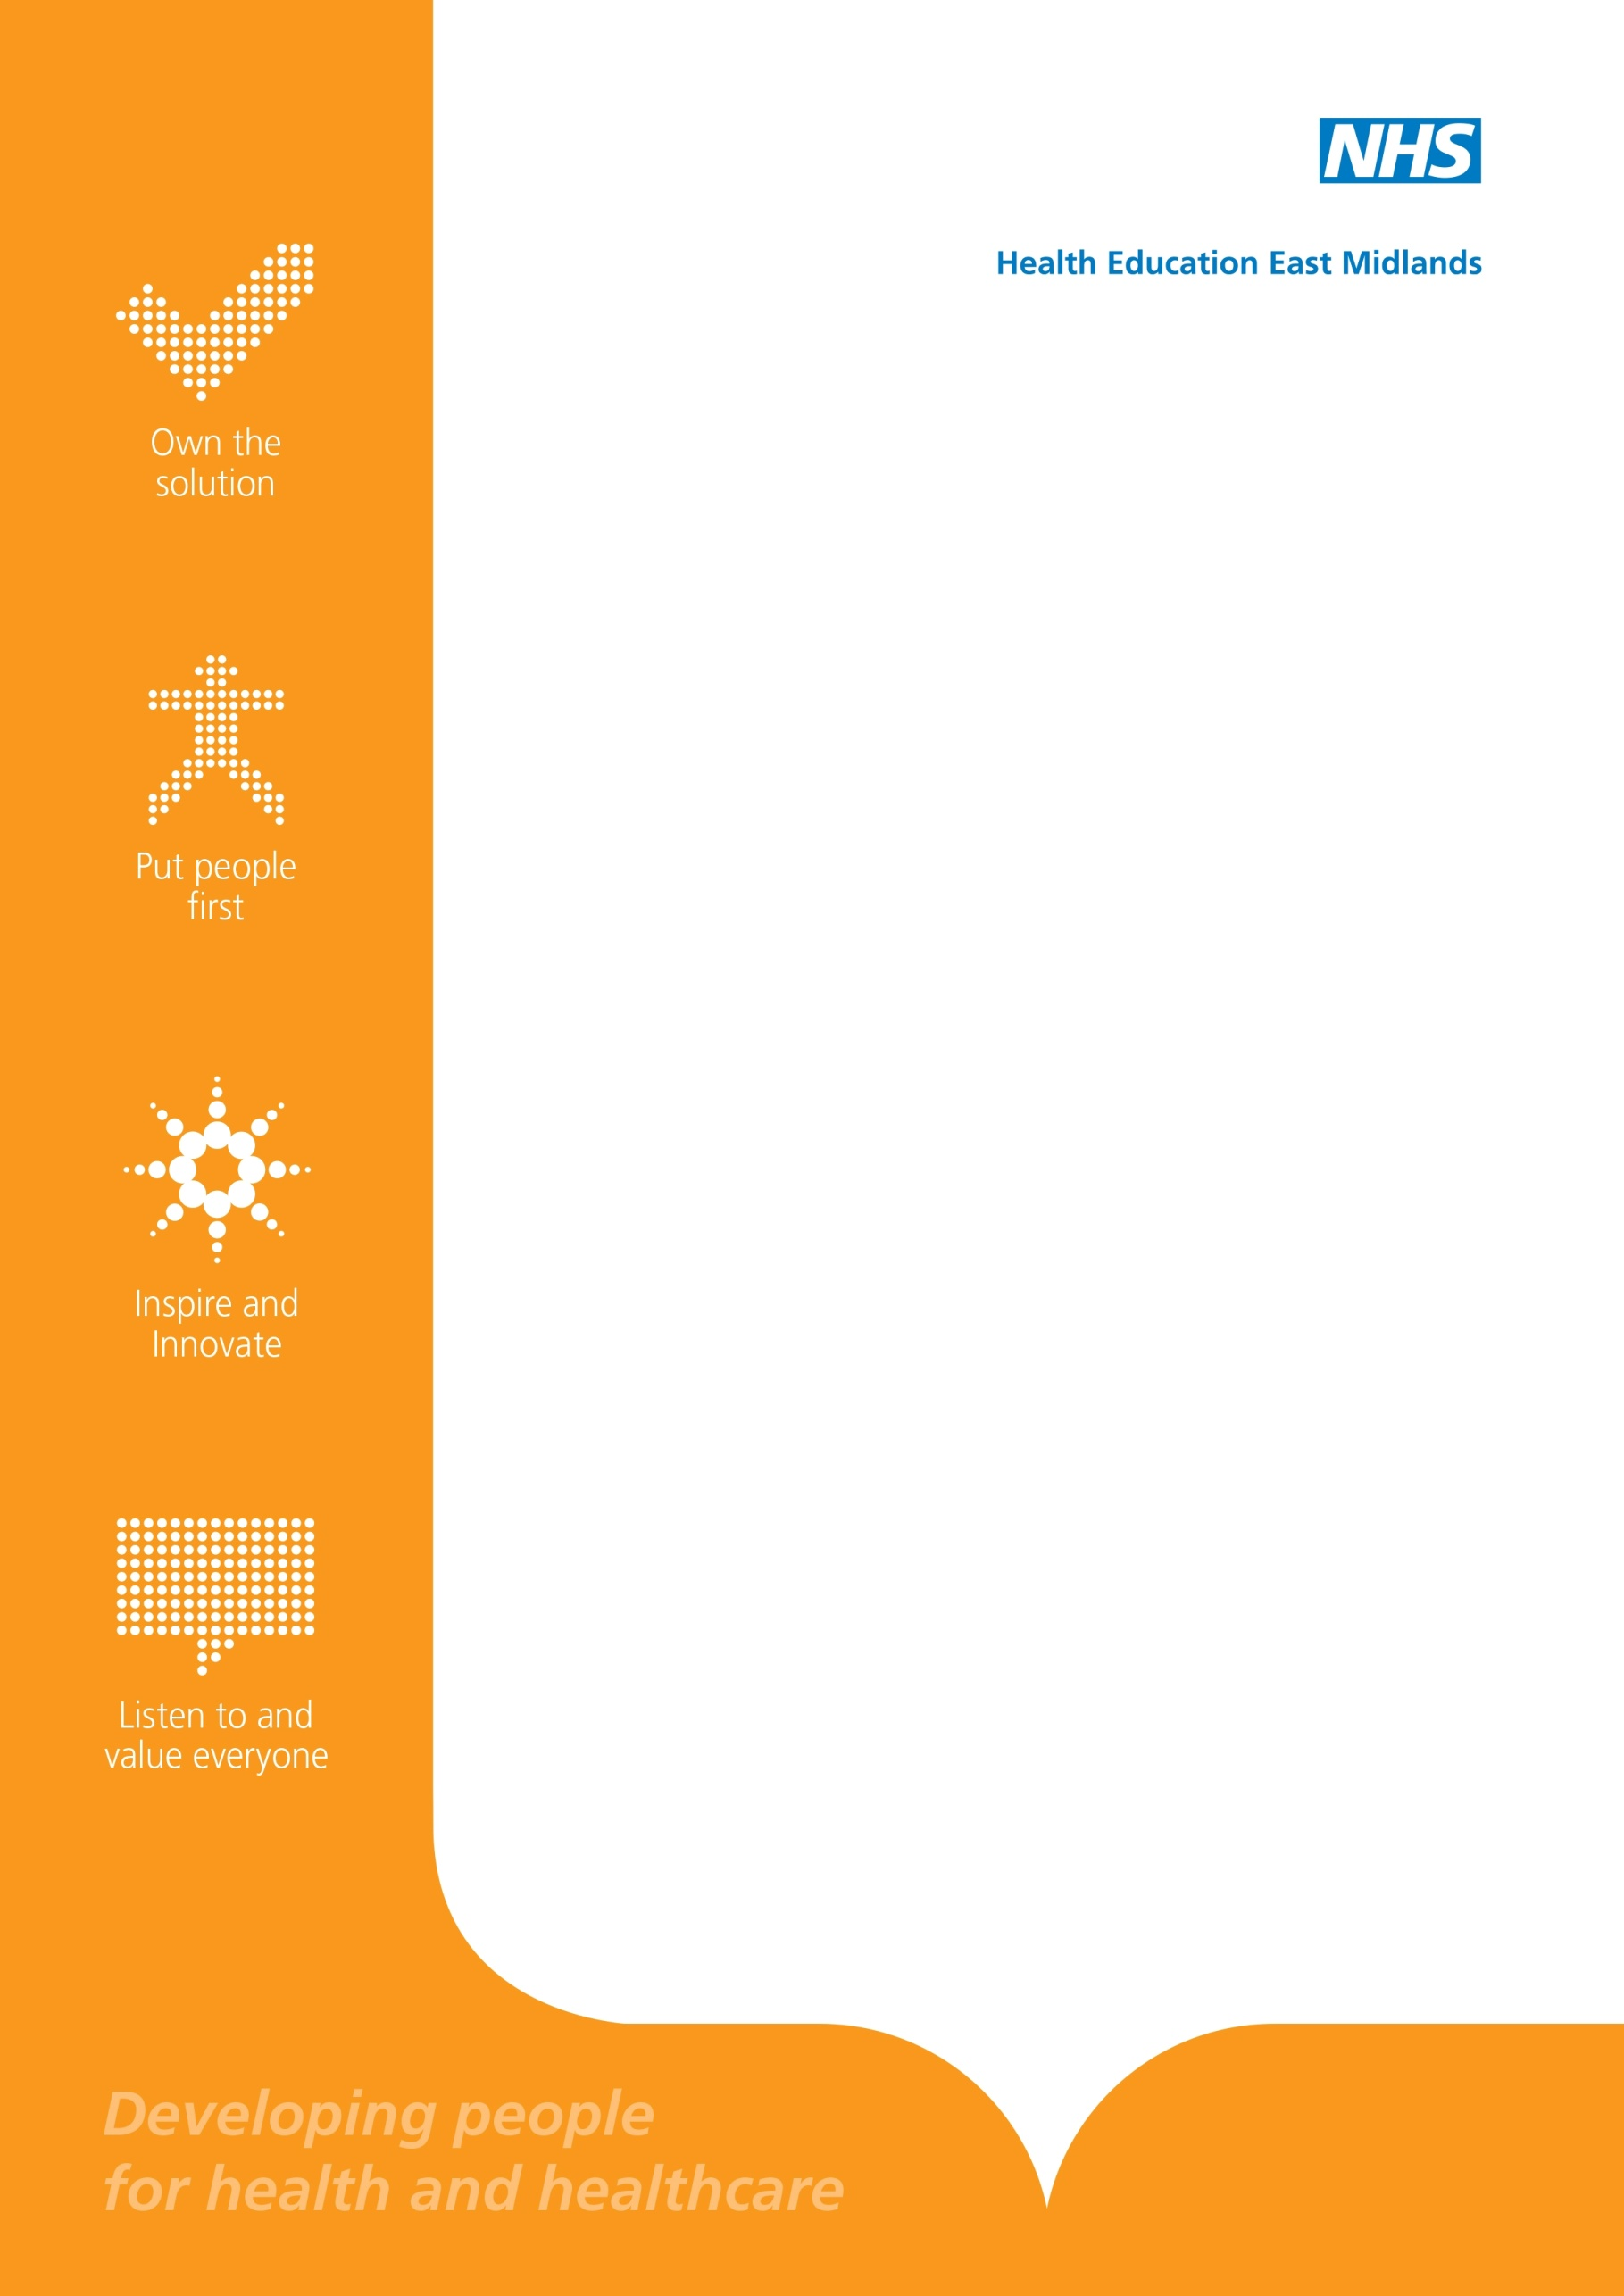 NHS
Health Education East Midlands
Own the
solution
Put people
first
Inspire and
Innovate
Listen to and
value everyone
Developing people
for health and healthcare